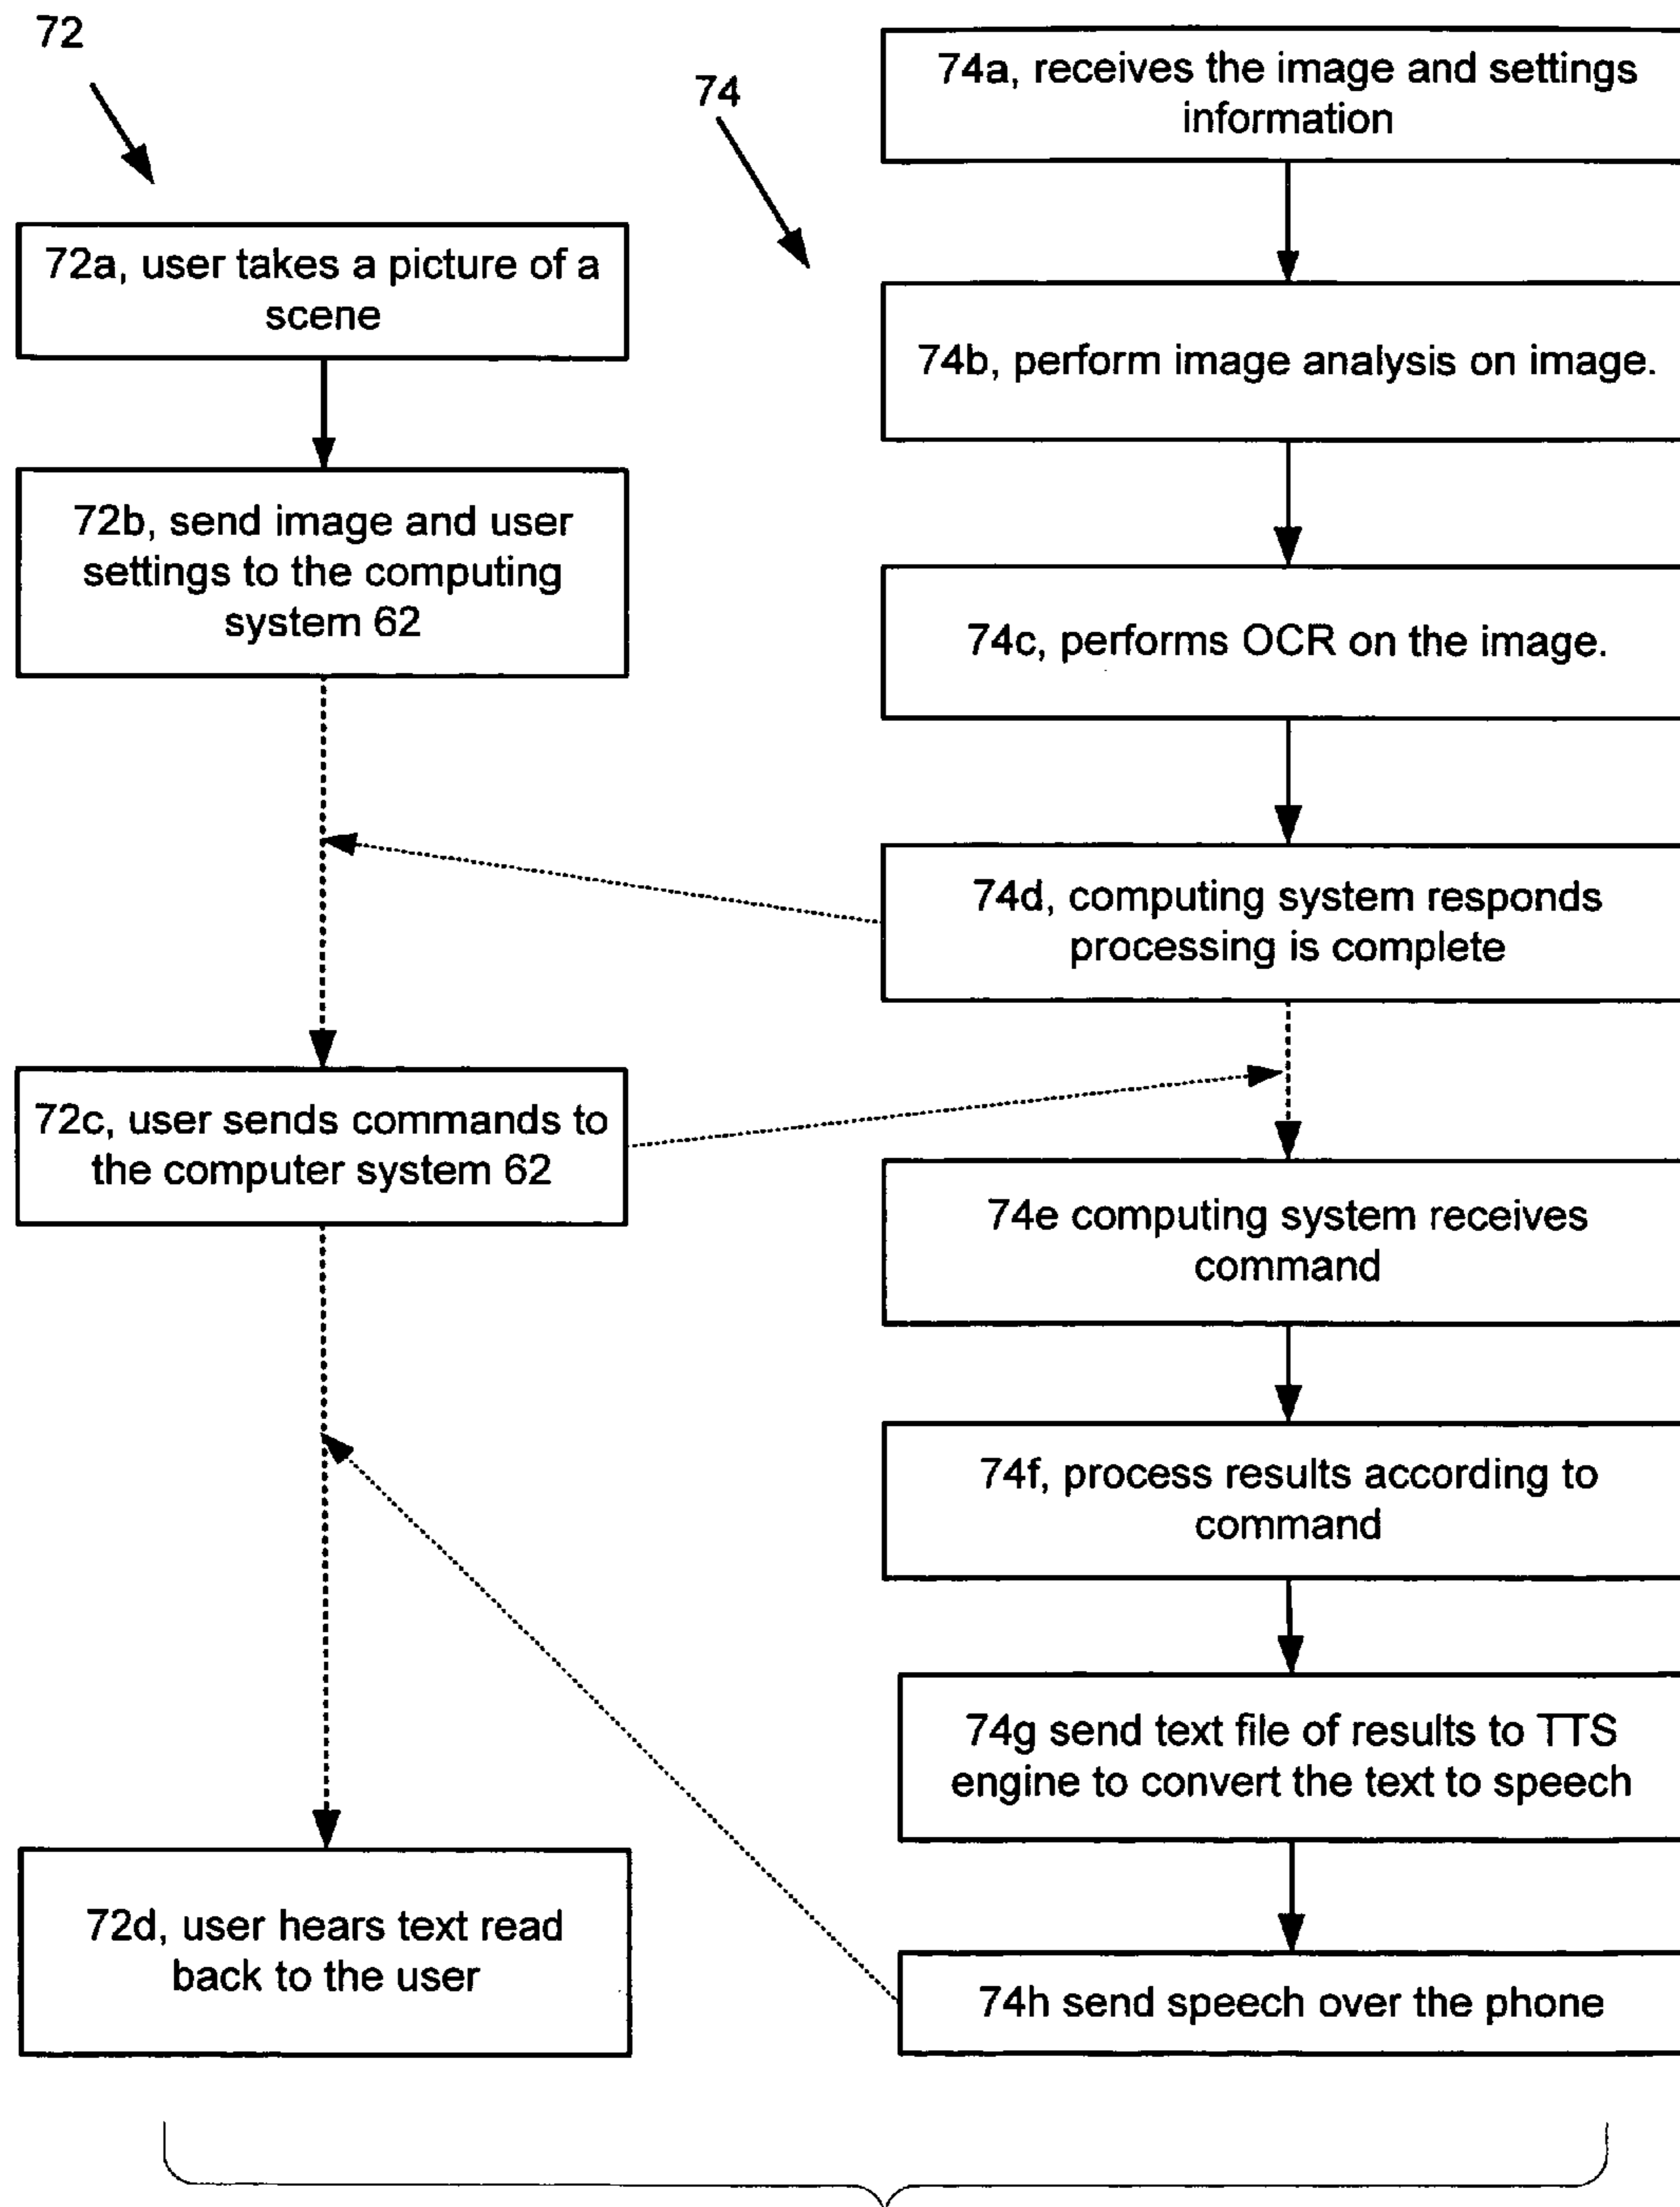 72
72a, user takes a picture of a
scene
72b, send image and user
settings to the computing
system 62
72c, user sends commands to
the computer system 62
72d, user hears text read
back to the user
74
74a, receives the image and settings
information
74b, perform image analysis on image.
74c, performs OCR on the image.
74d, computing system responds
processing is complete
74e computing system receives
command
74f, process results according to
command
74g send text file of results to TTS
engine to convert the text to speech
74h send speech over the phone